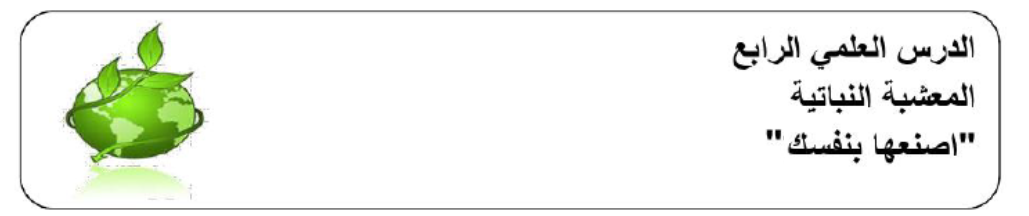 الدرس العلمي الرابع
المعشبة النباتية
"اصنعها بنفسك"